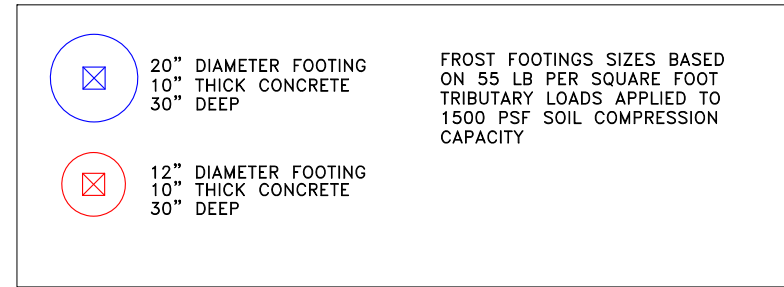 20” DIAMETER FOOTING
10” THICK CONCRETE
30” DEEP
FROST FOOTINGS SIZES BASED
ON 55 LB PER SQUARE FOOT
TRIBUTARY LOADS APPLIED TO
1500 PSF SOIL COMPRESSION
CAPACITY
12” DIAMETER FOOTING
10” THICK CONCRETE
30” DEEP